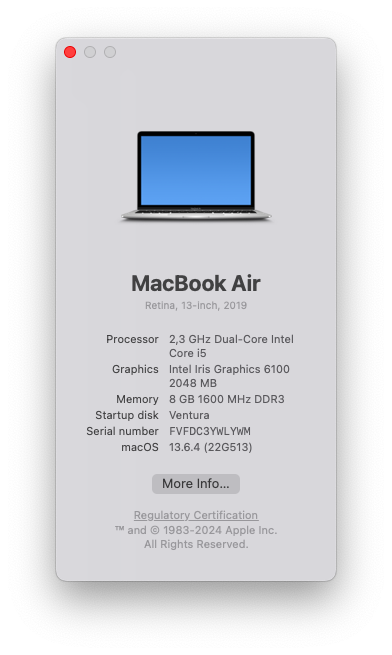 MacBook Air
Retina, 13-inch, 2019
Processor 2,3 GHz Dual-Core Intel
Core i5
Graphics Intel Iris Graphics 6100
2048 MB
Memory 8 GB 1600 MHz DDR3
Startup disk Ventura
Serial number FVFDC3YWLYWM
macOS 13.6.4 (22G513)
More Info...
Regulatory Certification
™ and © 1983-2024 Apple Inc.
All Rights Reserved.